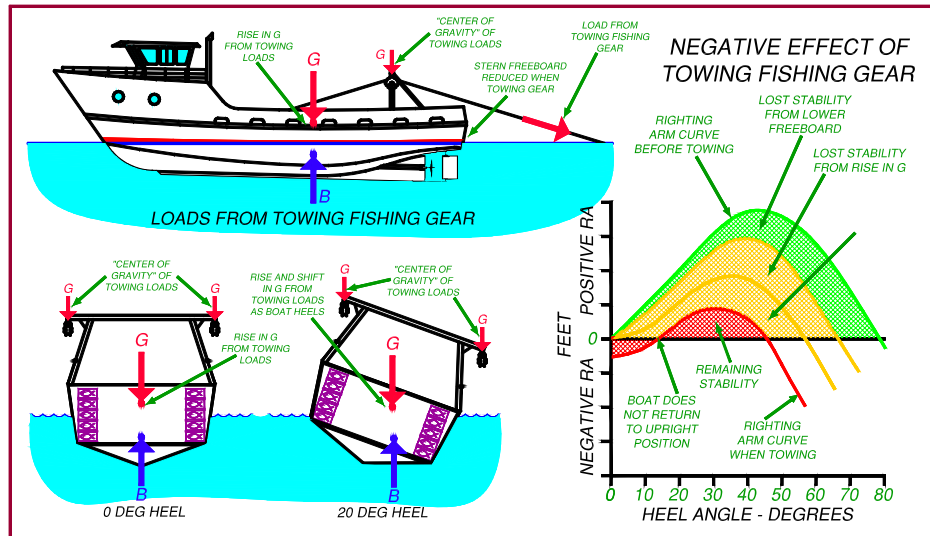 "CENTER OF
GRAVITY" OF
TOWING LOADS
LOAD FROM
TOWING FISHING
GEAR
RISE IN G
FROM TOWING
LOADS
G
G
STERN FREEBOARD
REDUCED WHEN
TOWING GEAR
B
LOADS FROM TOWING FISHING GEAR
NEGATIVE EFFECT OF
TOWING FISHING GEAR
LOST STABILITY
FROM LOWER
FREEBOARD
RIGHTING
ARM CURVE
BEFORE TOWING
LOST STABILITY
FROM RISE IN G
FEET
POSITIVE RA
NEGATIVE RA
0
REMAINING
STABILITY
BOAT DOES
NOT RETURN
TO UPRIGHT
POSITION
RIGHTING
ARM CURVE
WHEN TOWING
0 10 20 30 40 50 60 70 80
HEEL ANGLE - DEGREES
"CENTER OF
GRAVITY" OF
TOWING LOADS
G
G
G
RISE IN G
FROM TOWING
LOADS
B
0 DEG HEEL
RISE AND SHIFT
IN G FROM
TOWING LOADS
AS BOAT HEELS
"CENTER OF
GRAVITY" OF
TOWING LOADS
G
G
G
B
20 DEG HEEL